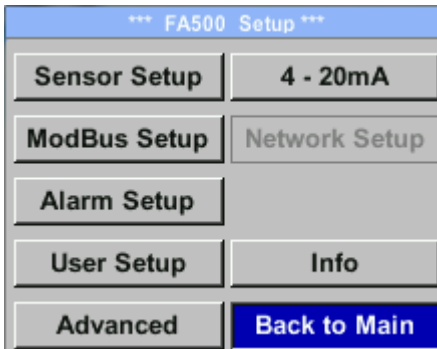 *** FA500 Setup ***
Sensor Setup
4 - 20mA
ModBus Setup
Network Setup
Alarm Setup
User Setup
Info
Advanced
Back to Main